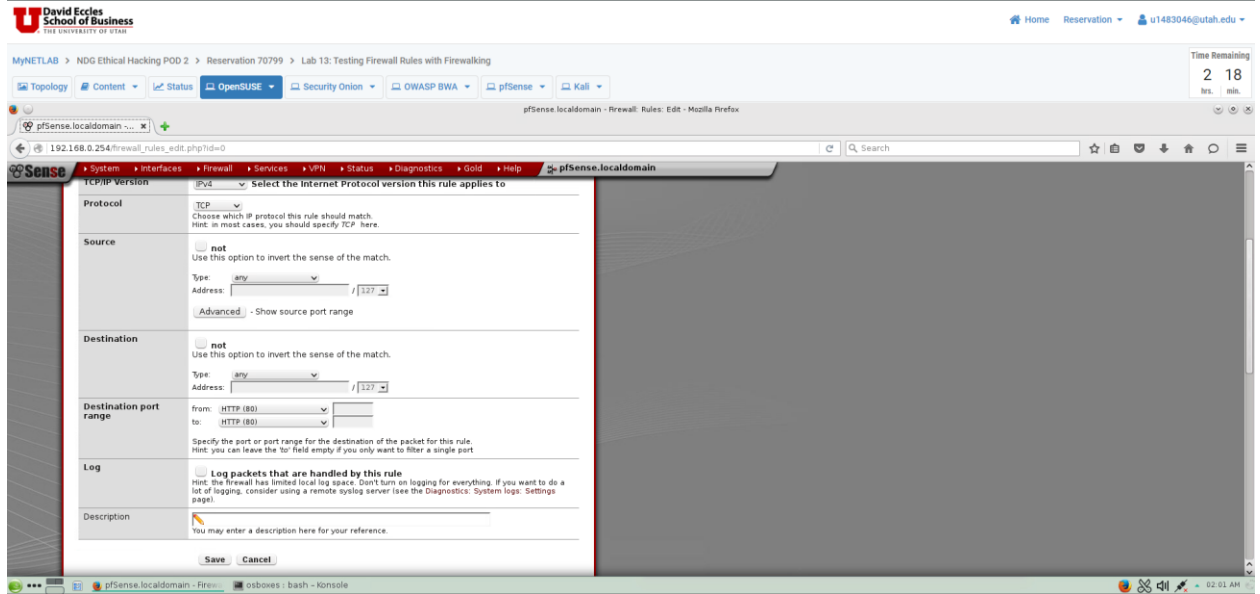 David Eccles
School of Business
THE UNIVERSITY OF UTAH
Home Reservation u1483046@utah.edu
MyNETLAB > NDG Ethical Hacking POD 2 > Reservation 70799 > Lab 13: Testing Firewall Rules with Firewalking
Time Remaining
2 18
hrs. min.
Topology Content Status OpenSUSE Security Onion OWASP BWA pfSense Kali
pfSense.localdomain - Firewall: Rules: Edit - Mozilla Firefox
pfSense.localdomain -...
192.168.0.254/firewall_rules_edit.php?id=0
Search
Sense System Interfaces Firewall Services VPN Status Diagnostics Gold Help pfSense.localdomain
TCP/IP Version IPv4 Select the Internet Protocol version this rule applies to
Protocol TCP
Choose which IP protocol this rule should match.
Hint: in most cases, you should specify TCP here.
Source
not
Use this option to invert the sense of the match.
Type: any
Address: / 127
Advanced - Show source port range
Destination
not
Use this option to invert the sense of the match.
Type: any
Address: / 127
Destination port range
from: HTTP (80)
to: HTTP (80)
Specify the port or port range for the destination of the packet for this rule.
Hint: you can leave the 'to' field empty if you only want to filter a single port
Log
Log packets that are handled by this rule
Hint: the firewall has limited local log space. Don't turn on logging for everything. If you want to do a
lot of logging, consider using a remote syslog server (see the Diagnostics: System logs: Settings
page).
Description
You may enter a description here for your reference.
Save Cancel
pfSense.localdomain - Firew osboxes : bash - Konsole
02:01 AM